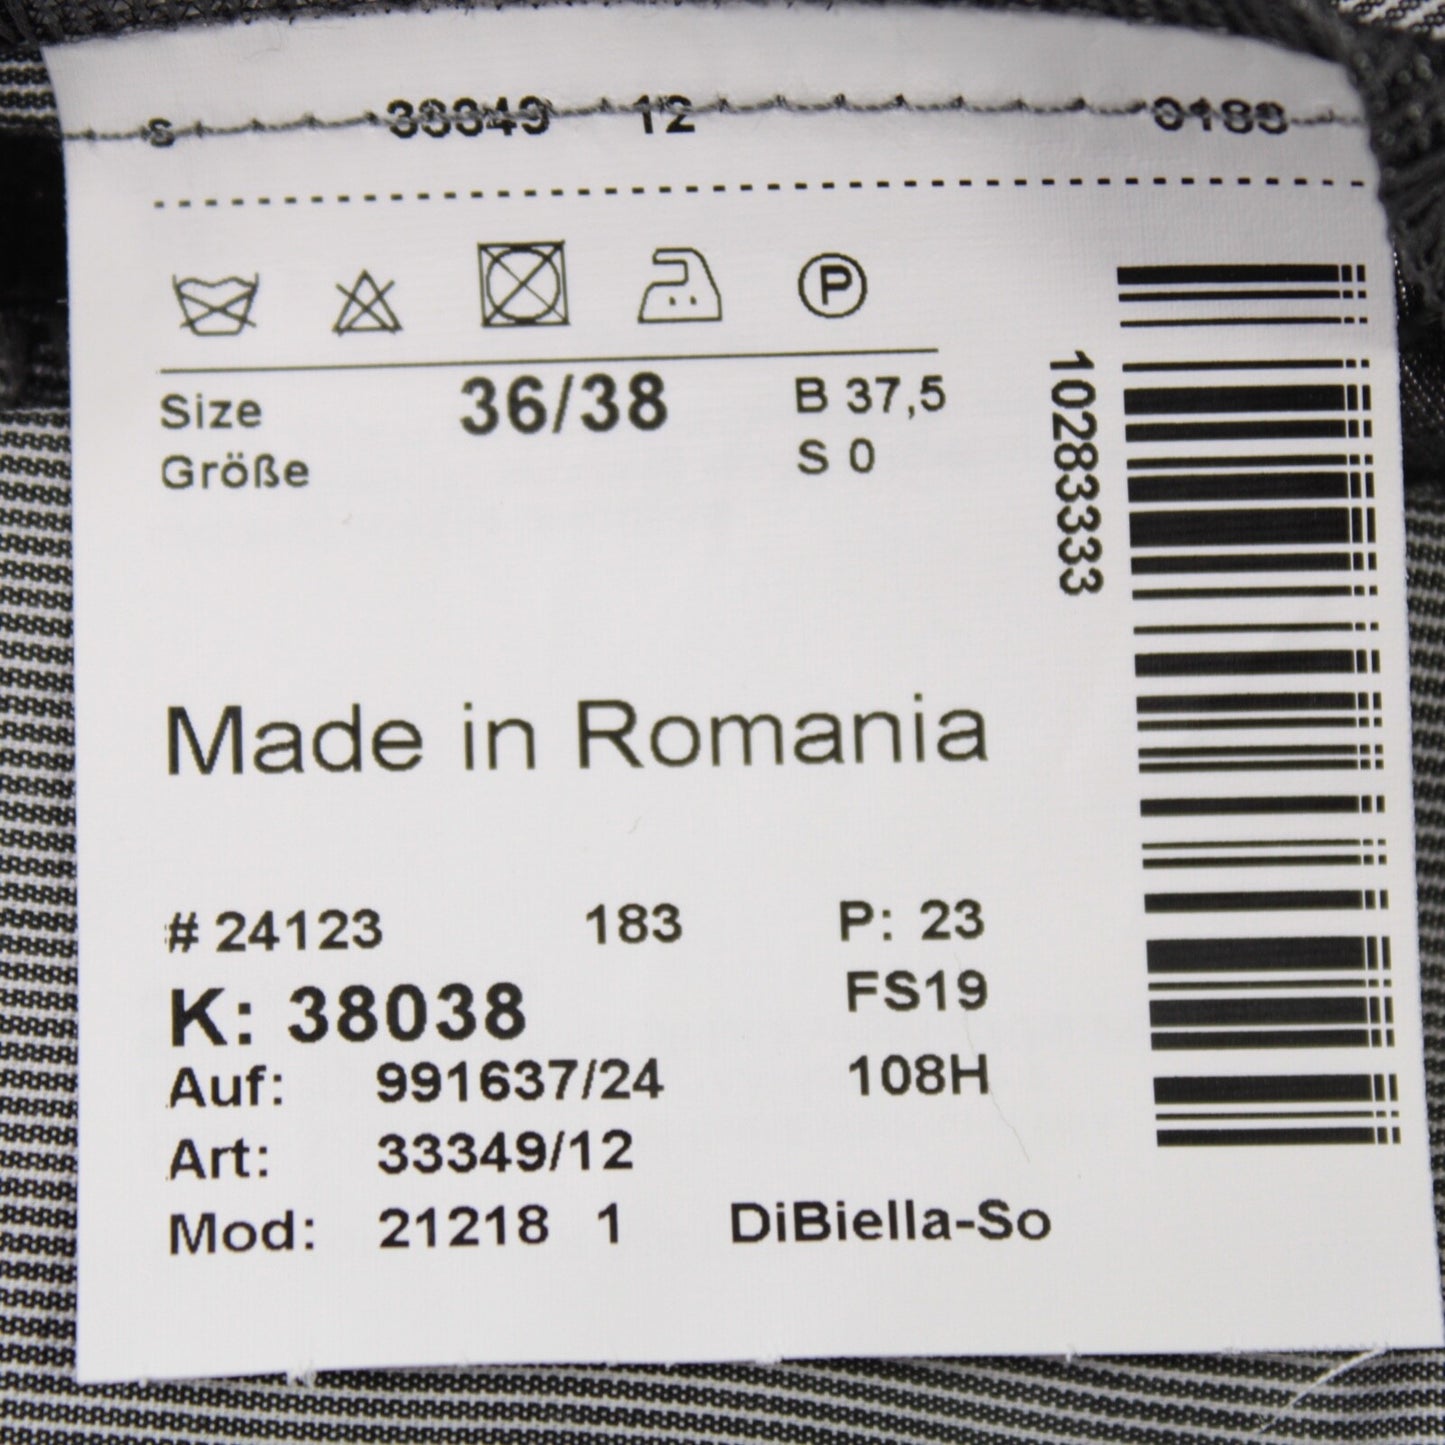 s 33349 12 0183
P
Size 36/38 B 37,5
Größe S 0
10283333
Made in Romania
# 24123 183 P: 23
K: 38038 FS19
Auf: 991637/24 108H
Art: 33349/12
Mod: 21218 1 DiBiella-So